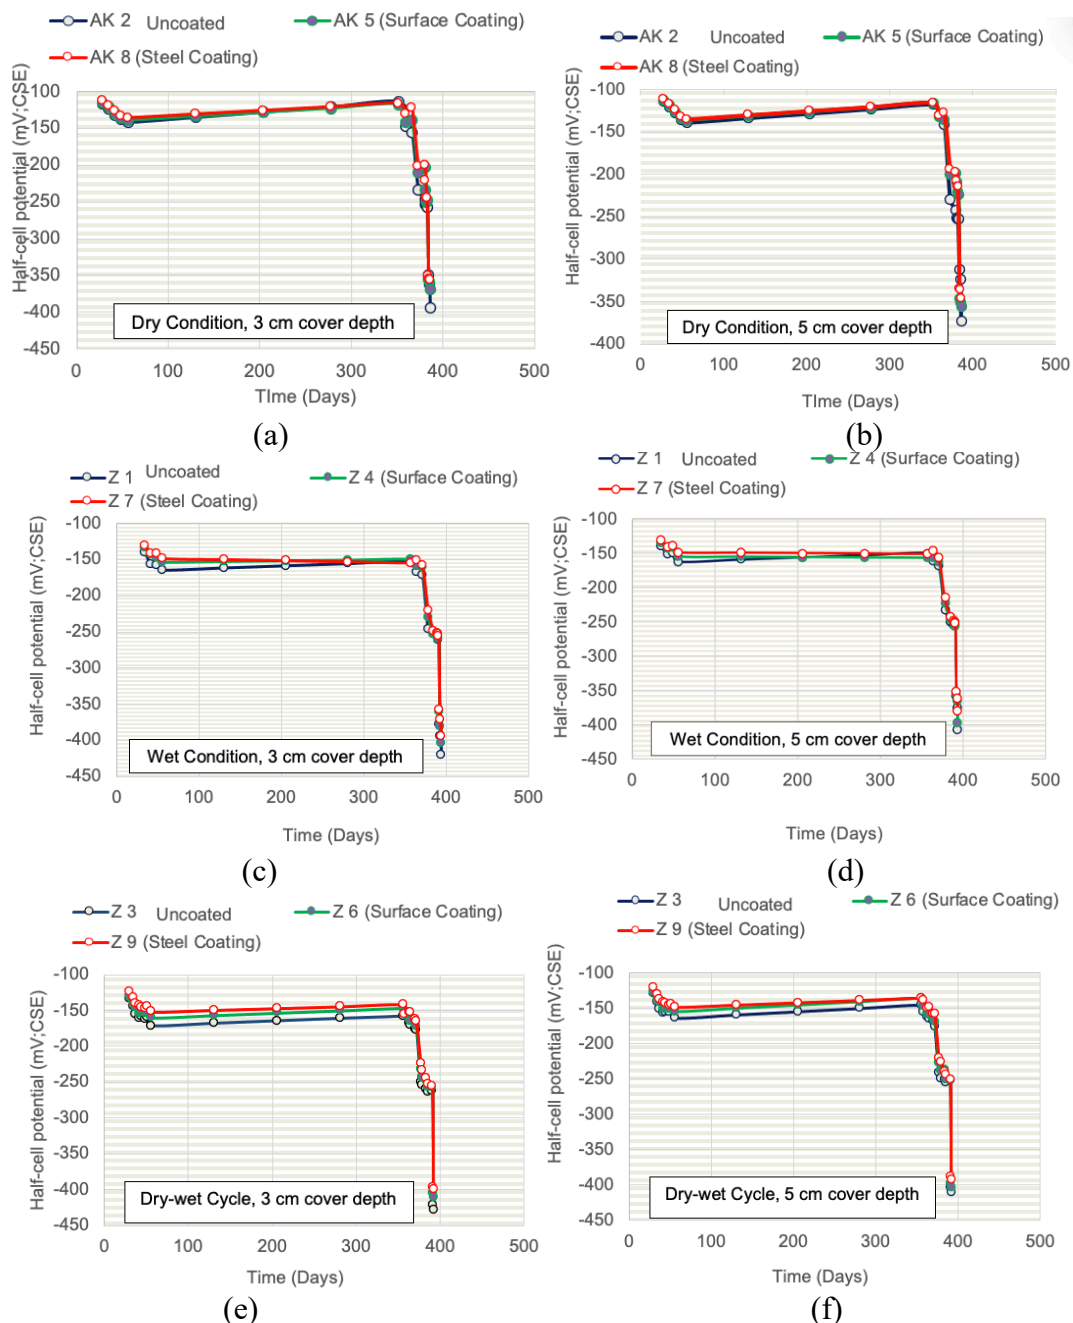 AK 2 Uncoated AK 5 (Surface Coating)
AK 8 (Steel Coating)
Half-cell potential (mV;CSE)
-100
-150
-200
-250
-300
-350
-400
-450
0 100 200 300 400 500
Dry Condition, 3 cm cover depth
TIme (Days)
(a)
AK 2 Uncoated AK 5 (Surface Coating)
AK 8 (Steel Coating)
Half-cell potential (mV;CSE)
-100
-150
-200
-250
-300
-350
-400
0 100 200 300 400 500
Dry Condition, 5 cm cover depth
TIme (Days)
(b)
Z 1 Uncoated Z 4 (Surface Coating)
Z 7 (Steel Coating)
Half-cell potential (mV;CSE)
-100
-150
-200
-250
-300
-350
-400
-450
0 100 200 300 400 500
Wet Condition, 3 cm cover depth
Time (Days)
(c)
Z 1 Uncoated Z 4 (Surface Coating)
Z 7 (Steel Coating)
Half-cell potential (mV;CSE)
-100
-150
-200
-250
-300
-350
-400
-450
0 100 200 300 400 500
Wet Condition, 5 cm cover depth
Time (Days)
(d)
Z 3 Uncoated Z 6 (Surface Coating)
Z 9 (Steel Coating)
Half-cell potential (mV;CSE)
-100
-150
-200
-250
-300
-350
-400
-450
0 100 200 300 400 500
Dry-wet Cycle, 3 cm cover depth
Time (Days)
(e)
Z 3 Uncoated Z 6 (Surface Coating)
Z 9 (Steel Coating)
Half-cell potential (mV;CSE)
-100
-150
-200
-250
-300
-350
-400
-450
0 100 200 300 400 500
Dry-wet Cycle, 5 cm cover depth
Time (Days)
(f)